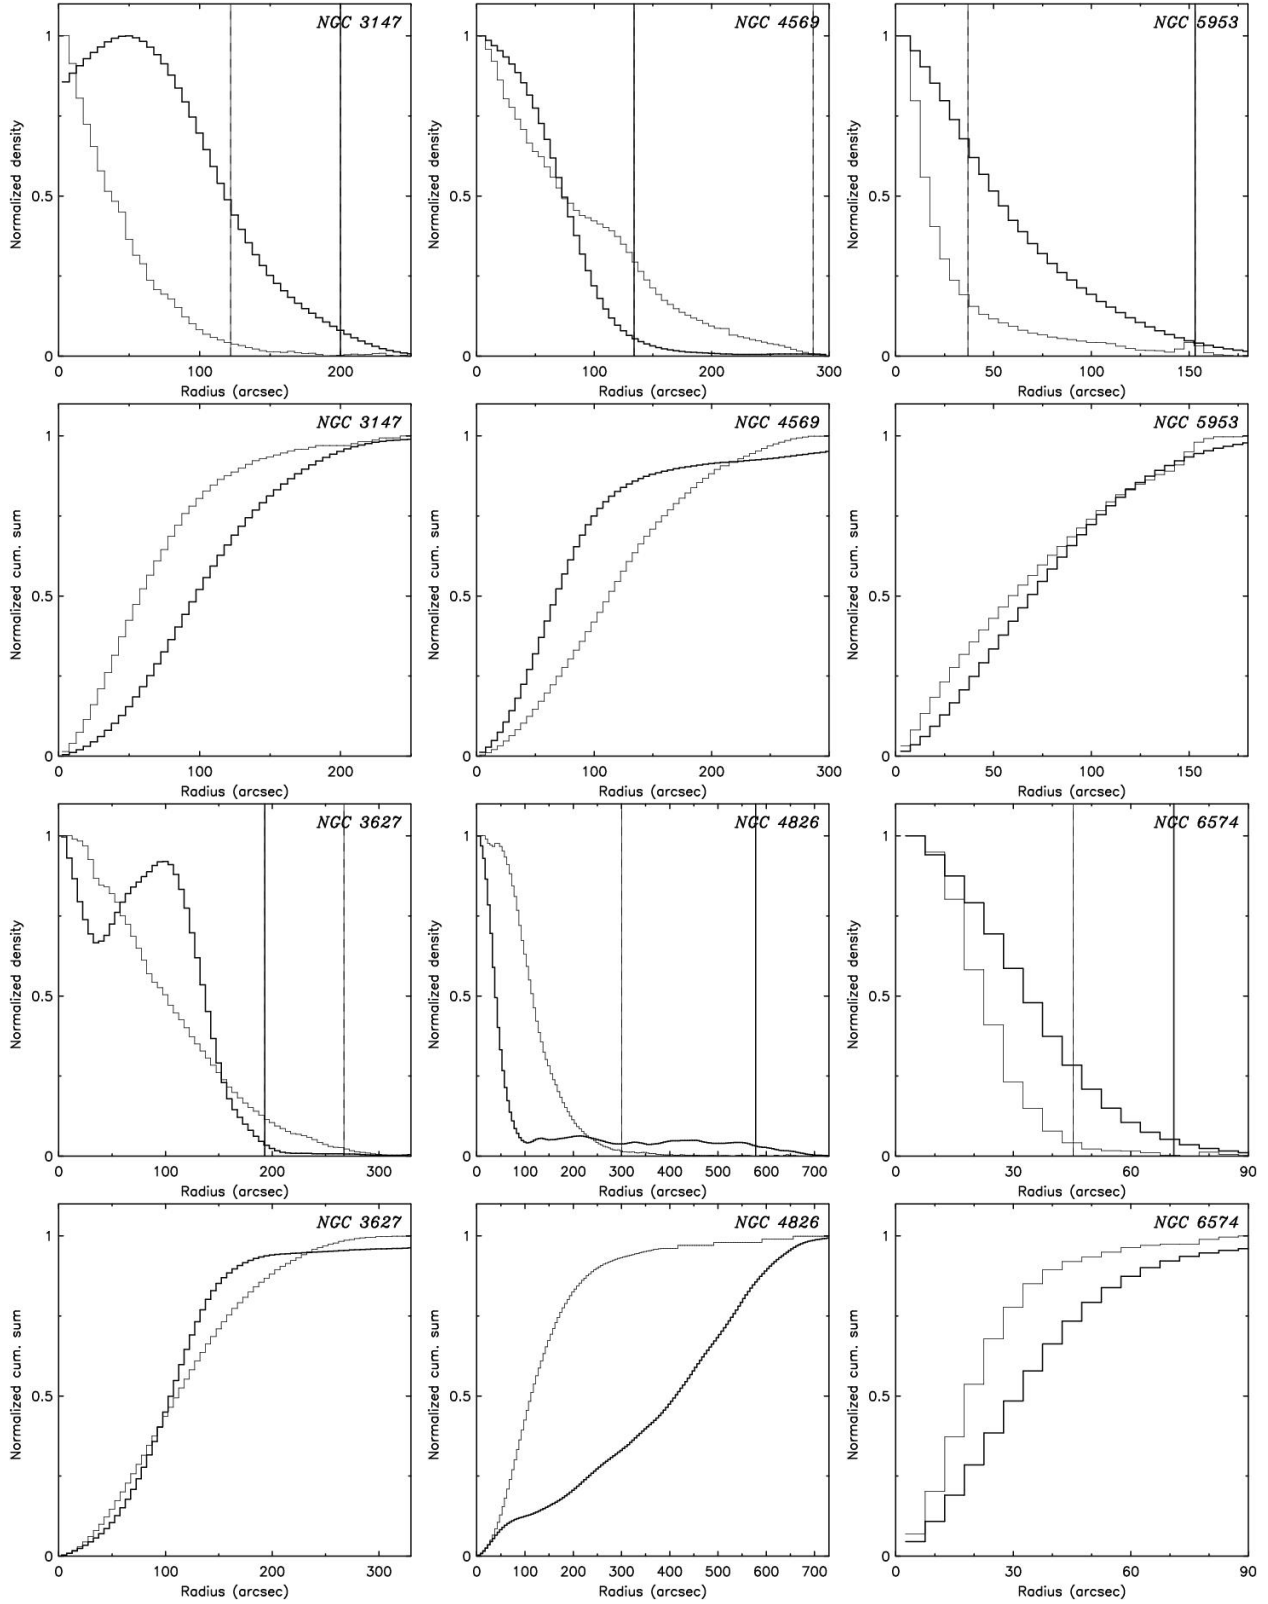 NGC 3147
Normalized density
1
0.5
0
0 100 200
Radius (arcsec)
NGC 4569
Normalized density
1
0.5
0
0 100 200 300
Radius (arcsec)
NGC 5953
Normalized density
1
0.5
0
0 50 100 150
Radius (arcsec)
NGC 3147
Normalized cum. sum
1
0.5
0
0 100 200
Radius (arcsec)
NGC 4569
Normalized cum. sum
1
0.5
0
0 100 200 300
Radius (arcsec)
NGC 5953
Normalized cum. sum
1
0.5
0
0 50 100 150
Radius (arcsec)
NGC 3627
Normalized density
1
0.5
0
0 100 200 300
Radius (arcsec)
NGC 4826
Normalized density
1
0.5
0
0 100 200 300 400 500 600 700
Radius (arcsec)
NGC 6574
Normalized density
1
0.5
0
0 30 60 90
Radius (arcsec)
NGC 3627
Normalized cum. sum
1
0.5
0
0 100 200 300
Radius (arcsec)
NGC 4826
Normalized cum. sum
1
0.5
0
0 100 200 300 400 500 600 700
Radius (arcsec)
NGC 6574
Normalized cum. sum
1
0.5
0
0 30 60 90
Radius (arcsec)